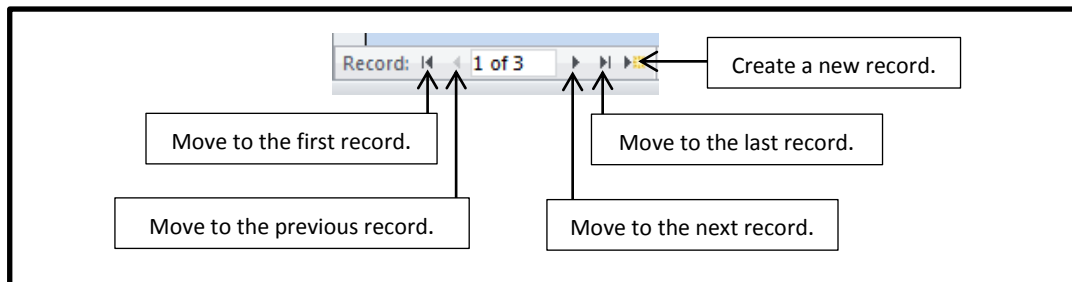 Record: 1 of 3
Create a new record.
Move to the first record.
Move to the last record.
Move to the previous record.
Move to the next record.